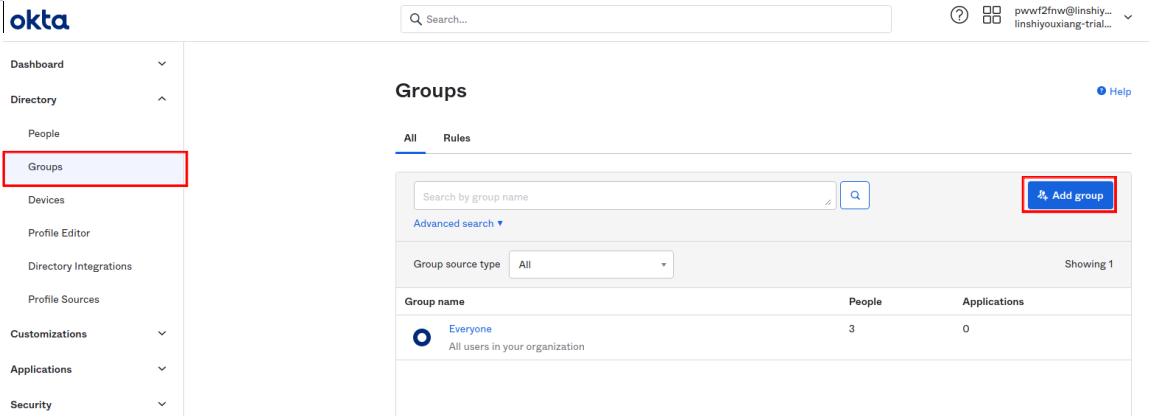 okta
Search...
pwwf2fnw@linshiy...
linshiyouxiang-trial...
Dashboard
Directory
People
Groups
Devices
Profile Editor
Directory Integrations
Profile Sources
Customizations
Applications
Security
Groups
Help
All
Rules
Search by group name
Add group
Advanced search
Group source type
All
Showing 1
Group name
People
Applications
Everyone
3
0
All users in your organization